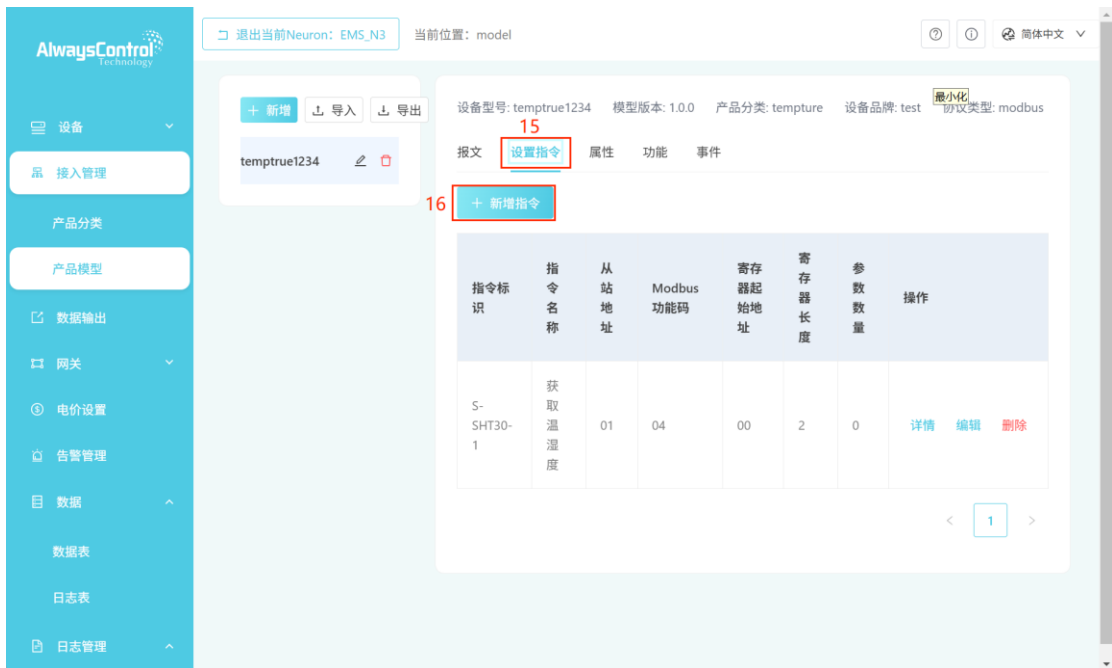 AlwaysControl
Technology
退出当前Neuron：EMS_N3
当前位置：model
简体中文
设备
接入管理
产品分类
产品模型
数据输出
网关
电价设置
告警管理
数据
数据表
日志表
日志管理
+ 新增
导入
导出
temptrue1234
设备型号: temptrue1234 模型版本: 1.0.0 产品分类: tempture 设备品牌: test 协议类型: modbus
最小化
15
报文 设置指令 属性 功能 事件
16
+ 新增指令
指令标
识
指
令
名
称
从
站
地
址
Modbus
功能码
寄存
器起
始地
址
寄
存
器
长
度
参
数
数
量
操作
S-
SHT30-
1
获
取
温
湿
度
01
04
00
2
0
详情 编辑 删除
< 1 >